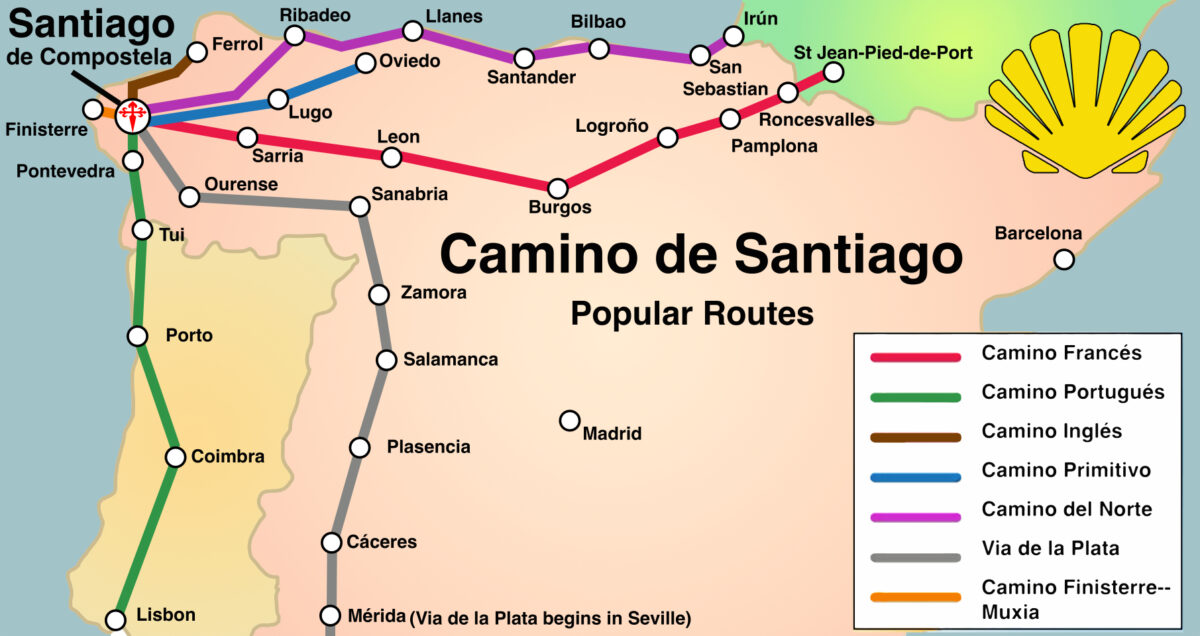 Santiago
de Compostela
Ferrol
Ribadeo
Llanes
Bilbao
Irún
Oviedo
Santander
San
Sebastian
St Jean-Pied-de-Port
Finisterre
Lugo
Roncesvalles
Logroño
Pamplona
Sarria
Leon
Pontevedra
Ourense
Sanabria
Burgos
Tui
Barcelona
Camino de Santiago
Popular Routes
Zamora
Porto
Salamanca
Madrid
Plasencia
Coimbra
Cáceres
Lisbon
Mérida (Via de la Plata begins in Seville)
Camino Francés
Camino Portugués
Camino Inglés
Camino Primitivo
Camino del Norte
Via de la Plata
Camino Finisterre--
Muxia